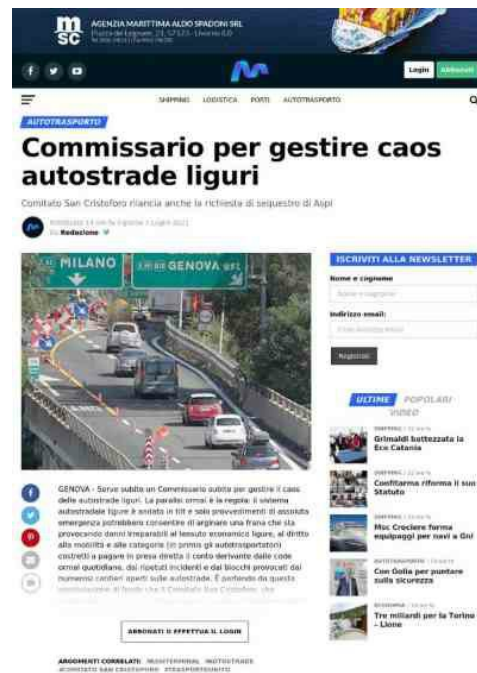 MSC
AGENZIA MARITTIMA ALDO SPADONI SRL
Login
Abbonati
SHIPPING LOGISTICA PORTI AUTOTRASPORTO
AUTOTRASPORTO
Commissario per gestire caos
autostrade liguri
Comitato San Cristoforo rilancia anche la richiesta di sequestro di Aspi
Redazione
MILANO
GENOVA
ISCRIVITI ALLA NEWSLETTER
Nome e cognome
Nome e cognome
Indirizzo email:
Registrati
ULTIME POPOLARI
VIDEO
Grimaldi battezzata la
Eco Catania
Confitarma riforma il suo
Statuto
Msc Crociere forma
equipaggi per navi a Gnl
Con Golia per puntare
sulla sicurezza
Tre miliardi per la Torino
- Lione
GENOVA - Serve subito un Commissario subito per gestire il caos
delle autostrade liguri. La paralisi ormai è la regola: il sistema
autostradale ligure è andato in tilt e solo provvedimenti di assoluta
emergenza potrebbero consentire di arginare una frana che sta
provocando danni irreparabili al tessuto economico ligure, al diritto
alla mobilità e alle categorie (in primis gli autotrasportatori)
costretti a pagare in presa diretta il conto derivante dalle code
ormai quotidiane, dai ripetuti incidenti e dai blocchi provocati dai
numerosi cantieri aperti sulle autostrade. È partendo da questa
ABBONATI O EFFETTUA IL LOGIN
ARGOMENTI CORRELATI: #AUTOSTRADE
#COMITATO SAN CRISTOFORO #TRASPORTOUNITO